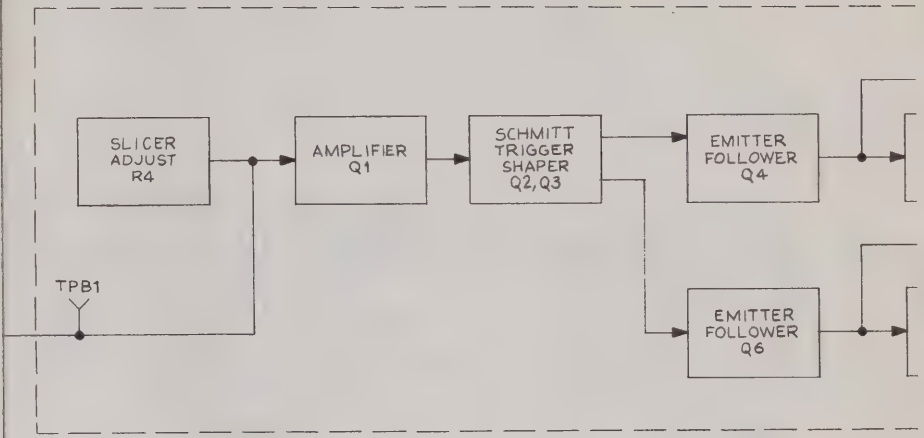 SLICER
ADJUST
R4
AMPLIFIER
Q1
SCHMITT
TRIGGER
SHAPER
Q2, Q3
EMITTER
FOLLOWER
Q4
TPB1
EMITTER
FOLLOWER
Q6